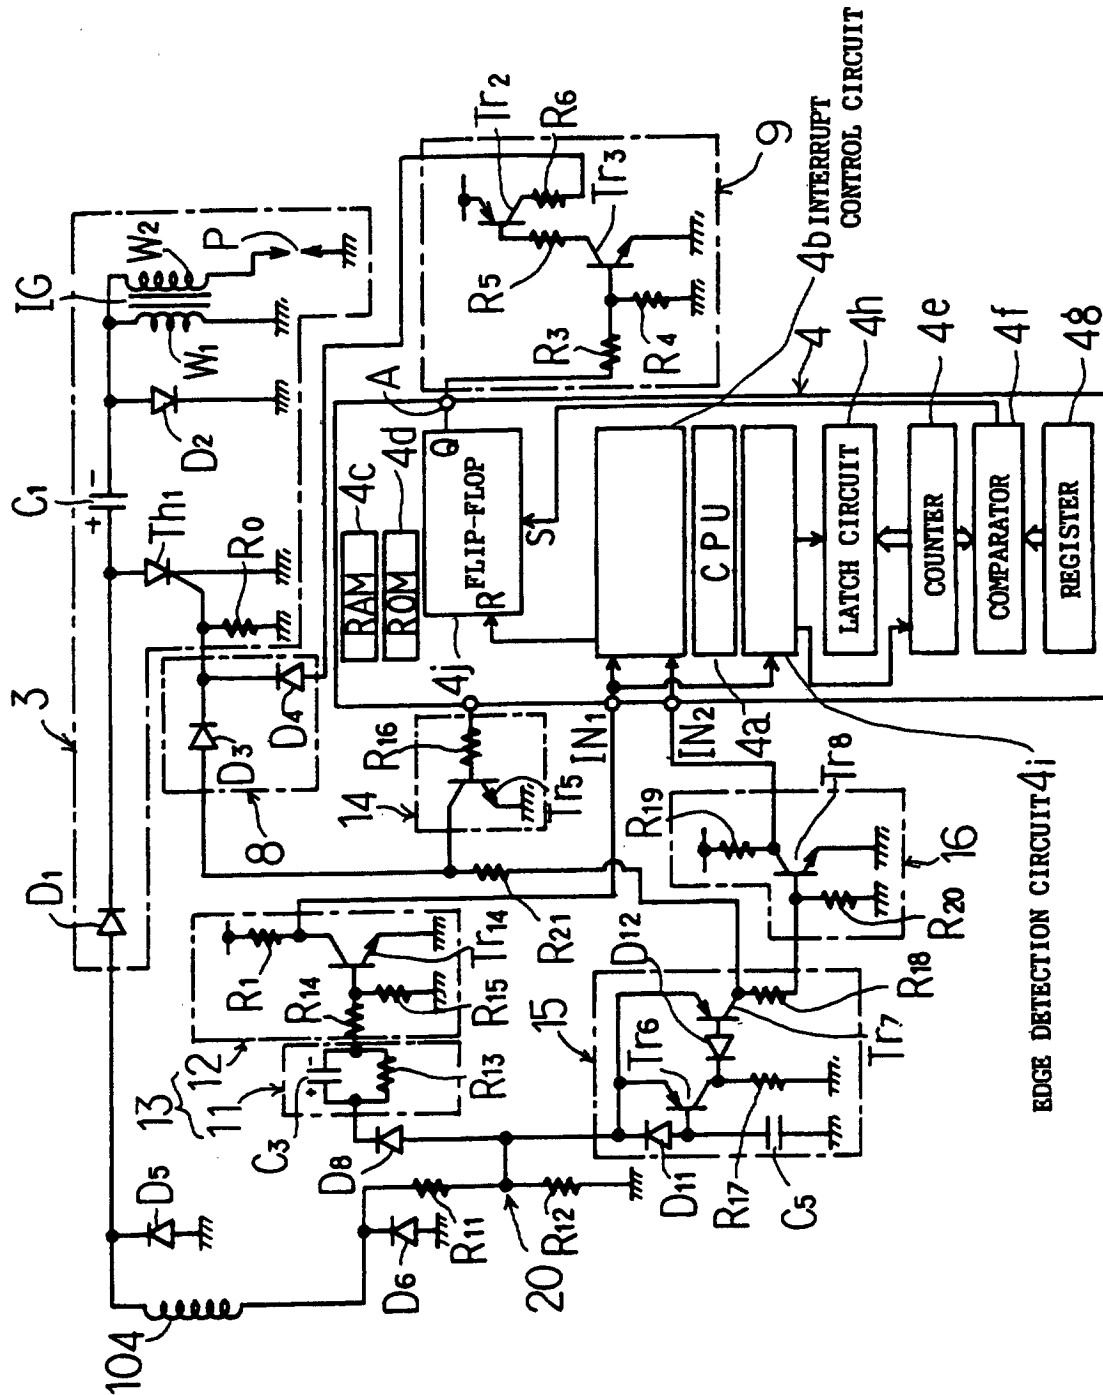 3
C1
+
-
IG
W2
W1
P
D1
D2
Th1
R0
D3
D4
8
Tr2
R6
Tr3
R5
R3
R4
9
A
RAM
4c
ROM
4d
4j
FLIP-FLOP
Q
R
S1
4b INTERRUPT
CONTROL CIRCUIT
4
CPU
4a
LATCH CIRCUIT
4h
COUNTER
4e
COMPARATOR
4f
REGISTER
4g
EDGE DETECTION CIRCUIT 4i
IN1
IN2
14
R16
Tr5
R21
R19
Tr8
R20
16
R18
13
12
11
R1
R14
Tr14
R15
R13
C3
+
-
D8
15
D12
Tr6
Tr7
D11
R17
C5
D5
D6
R11
R12
20
104